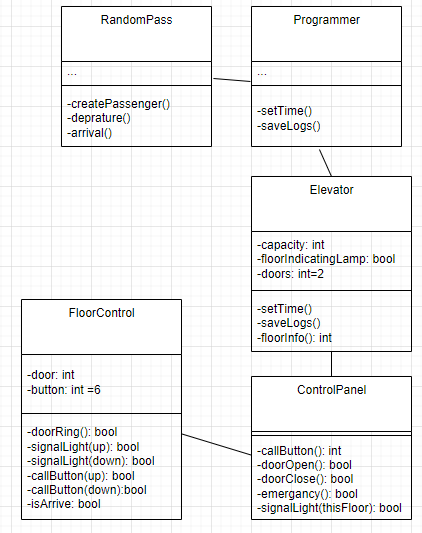 RandomPass
...
-createPassenger()
-deprature()
-arrival()
Programmer
...
-setTime()
-saveLogs()
Elevator
-capacity: int
-floorIndicatingLamp: bool
-doors: int=2
-setTime()
-saveLogs()
-floorInfo(): int
FloorControl
-door: int
-button: int =6
-doorRing(): bool
-signalLight(up): bool
-signalLight(down): bool
-callButton(up): bool
-callButton(down):bool
-isArrive: bool
ControlPanel
-callButton(): int
-doorOpen(): bool
-doorClose(): bool
-emergancy(): bool
-signalLight(thisFloor): bool